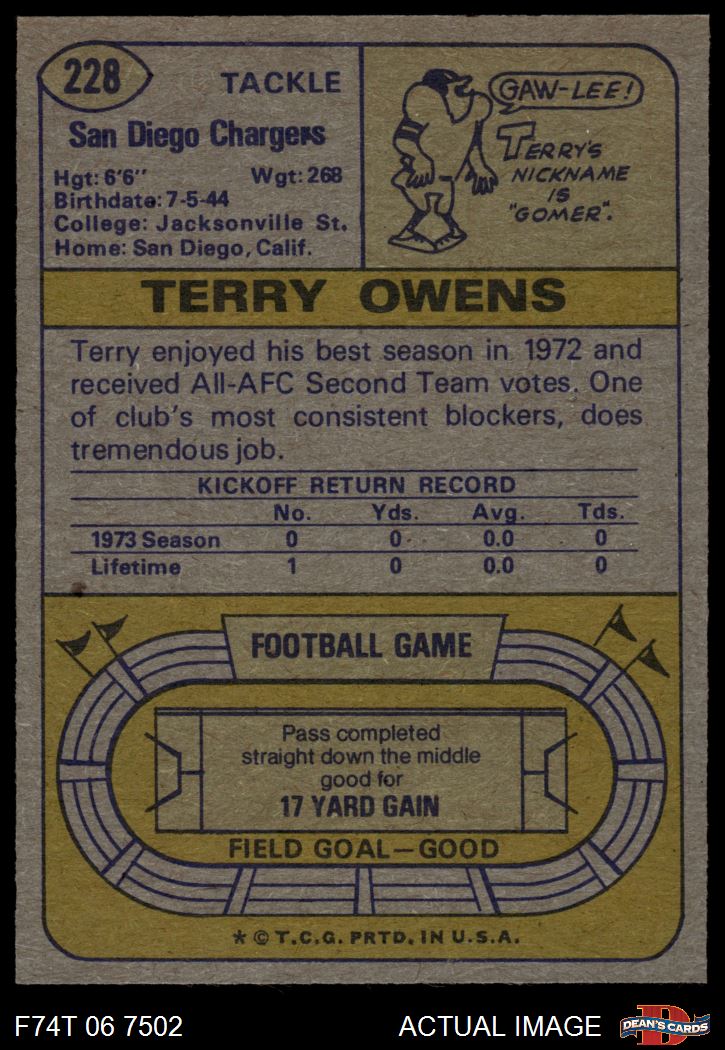 228
TACKLE
San Diego Chargers
Hgt: 6'6" Wgt: 268
Birthdate: 7-5-44
College: Jacksonville St.
Home: San Diego, Calif.
GAW-LEE!
TERRY'S
NICKNAME
IS
"GOMER".
TERRY OWENS
Terry enjoyed his best season in 1972 and
received All-AFC Second Team votes. One
of club's most consistent blockers, does
tremendous job.
KICKOFF RETURN RECORD
No. Yds. Avg. Tds.
1973 Season 0 0 0.0 0
Lifetime 1 0 0.0 0
FOOTBALL GAME
Pass completed
straight down the middle
good for
17 YARD GAIN
FIELD GOAL—GOOD
* © T.C.G. PRTD. IN U.S.A.
F74T 06 7502 ACTUAL IMAGE
D
DEAN'S CARDS